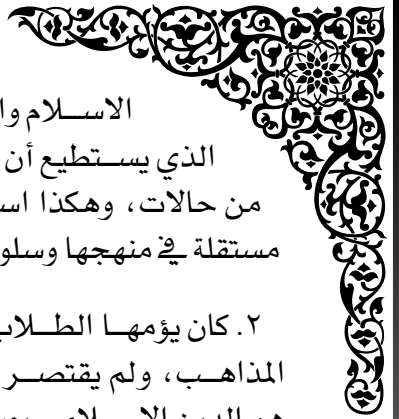 الاسلام وا
الذي يستطيع أن
من حالات، وهكذا اس
مستقلة في منهجها وسلو
٢. كان يؤمها الطلاب
المذاهب، ولم يقتصر